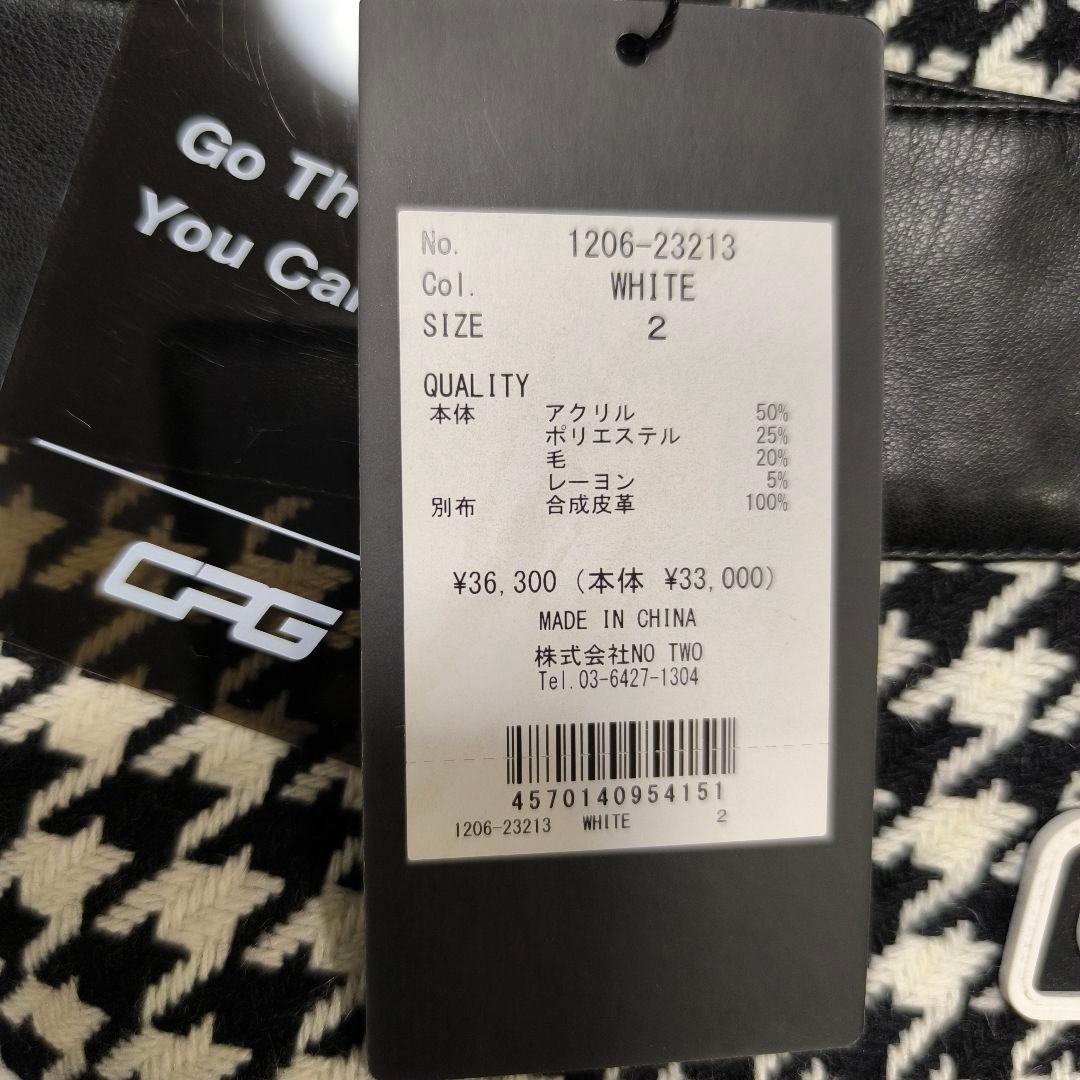 Go Th
You Ca
CPG
No. 1206-23213
Col. WHITE
SIZE 2
QUALITY
本体 アクリル 50%
ポリエステル 25%
毛 20%
レーヨン 5%
別布 合成皮革 100%
¥36,300 (本体 ¥33,000)
MADE IN CHINA
株式会社NO TWO
Tel.03-6427-1304
4570140954151
1206-23213 WHITE 2